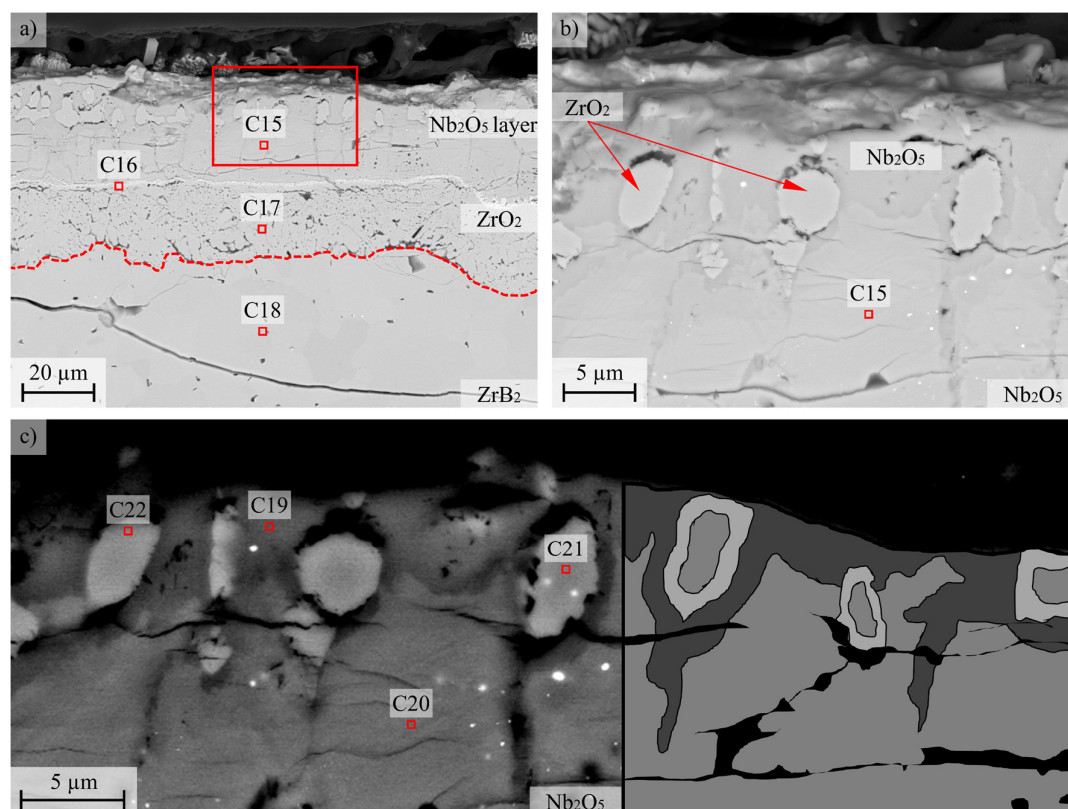 a)
C15
Nb₂O₅ layer
C16
C17
ZrO₂
C18
20 µm
ZrB₂
b)
ZrO₂
Nb₂O₅
C15
5 µm
Nb₂O₅
c)
C22
C19
C21
C20
5 µm
Nb₂O₅